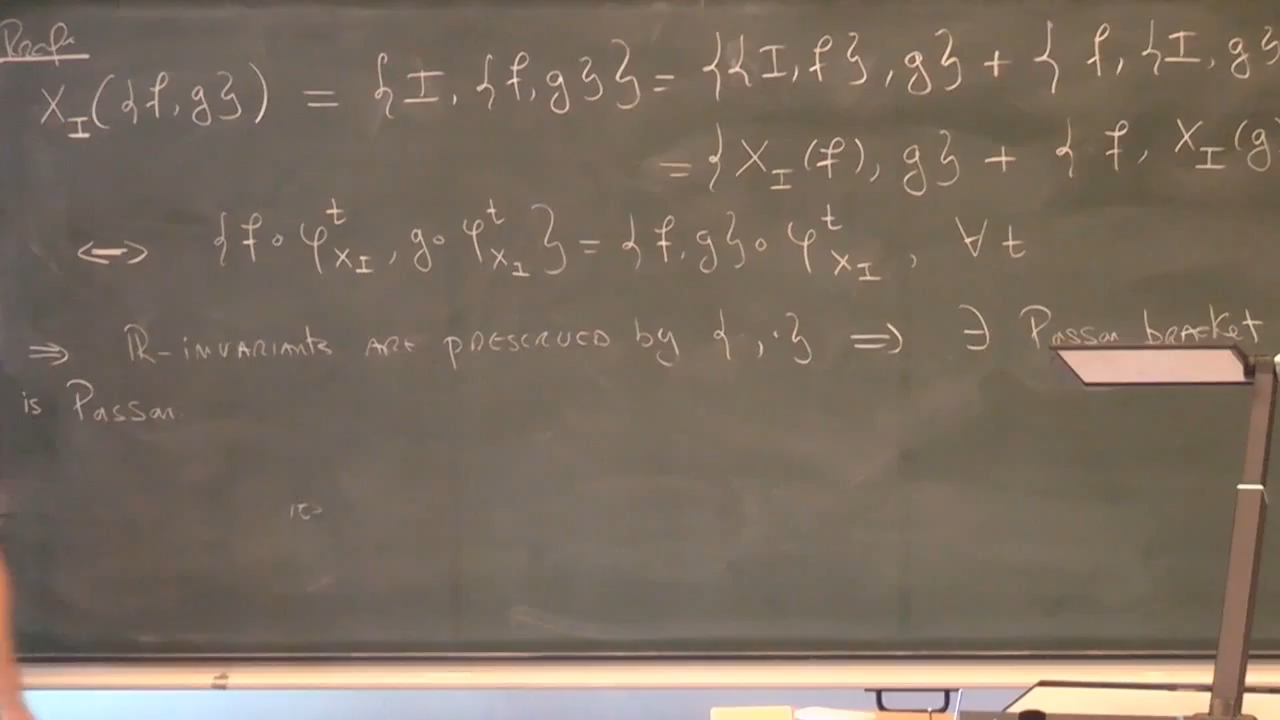 Proof:
X_I({f,g}) = {I,{f,g}} = {{I,f},g} + {f,{I,g}
= {X_I(f), g} + {f, X_I(g
⟺ {f∘φ^t_{X_I}, g∘φ^t_{X_I}} = {f,g}∘φ^t_{X_I}, ∀t
⇒ R-INVARIANTS ARE PRESERVED by {·,·} ⇒ ∃ Poisson bracket
is Poisson.